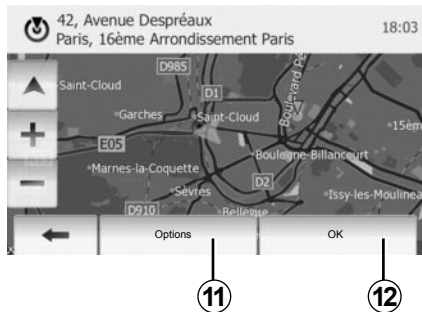 42, Avenue Despréaux
Paris, 16ème Arrondissement Paris
18:03
D985
Saint-Cloud
D1
Boulevard Pé
Garches
Saint-Cloud
15èm
E05
Boulogne-Billancourt
Marnes-la-Coquette
D2
Sèvres
Issy-les-Moulinea
D910
Bellevue
Options
OK
11
12